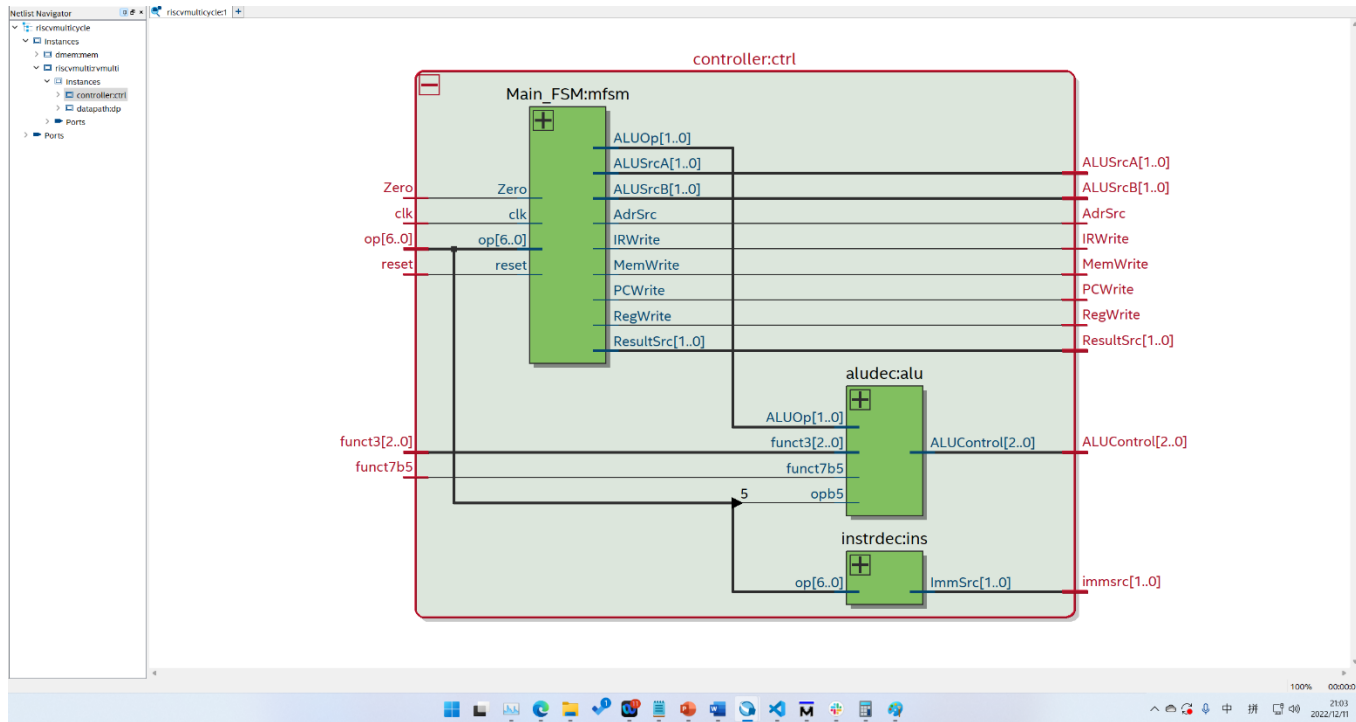 Netlist Navigator
riscvmulticycle:1
riscvmulticycle
Instances
dmem:mem
riscvmulti:rvmulti
Instances
controller:ctrl
datapath:dp
Ports
Ports
controller:ctrl
Main_FSM:mfsm
ALUOp[1..0]
ALUSrcA[1..0]
ALUSrcA[1..0]
Zero
Zero
ALUSrcB[1..0]
ALUSrcB[1..0]
clk
clk
AdrSrc
AdrSrc
op[6..0]
op[6..0]
IRWrite
IRWrite
reset
reset
MemWrite
MemWrite
PCWrite
PCWrite
RegWrite
RegWrite
ResultSrc[1..0]
ResultSrc[1..0]
aludec:alu
ALUOp[1..0]
funct3[2..0]
funct3[2..0]
ALUControl[2..0]
ALUControl[2..0]
funct7b5
funct7b5
5
opb5
instrdec:ins
op[6..0]
ImmSrc[1..0]
immsrc[1..0]
100%
00:00:0
中
拼
21:03
2022/12/11